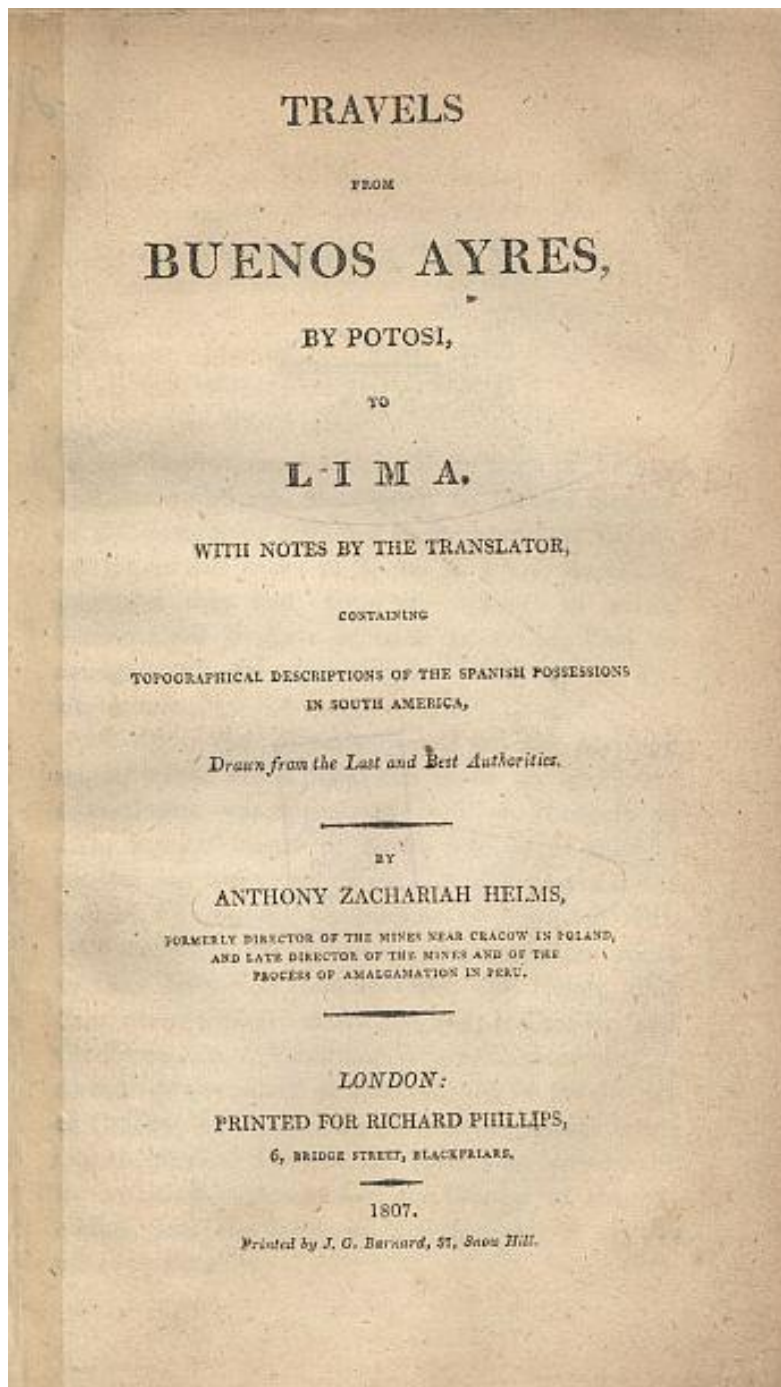 TRAVELS
FROM
BUENOS AYRES,
BY POTOSI,
TO
LIMA.
WITH NOTES BY THE TRANSLATOR,
CONTAINING
TOPOGRAPHICAL DESCRIPTIONS OF THE SPANISH POSSESSIONS
IN SOUTH AMERICA,
Drawn from the Last and Best Authorities.
BY
ANTHONY ZACHARIAH HELMS,
FORMERLY DIRECTOR OF THE MINES NEAR CRACOW IN POLAND,
AND LATE DIRECTOR OF THE MINES AND OF THE
PROCESS OF AMALGAMATION IN PERU.
LONDON:
PRINTED FOR RICHARD PHILLIPS,
6, BRIDGE STREET, BLACKFRIARS.
1807.
Printed by J. G. Barnard, 57, Snow Hill.